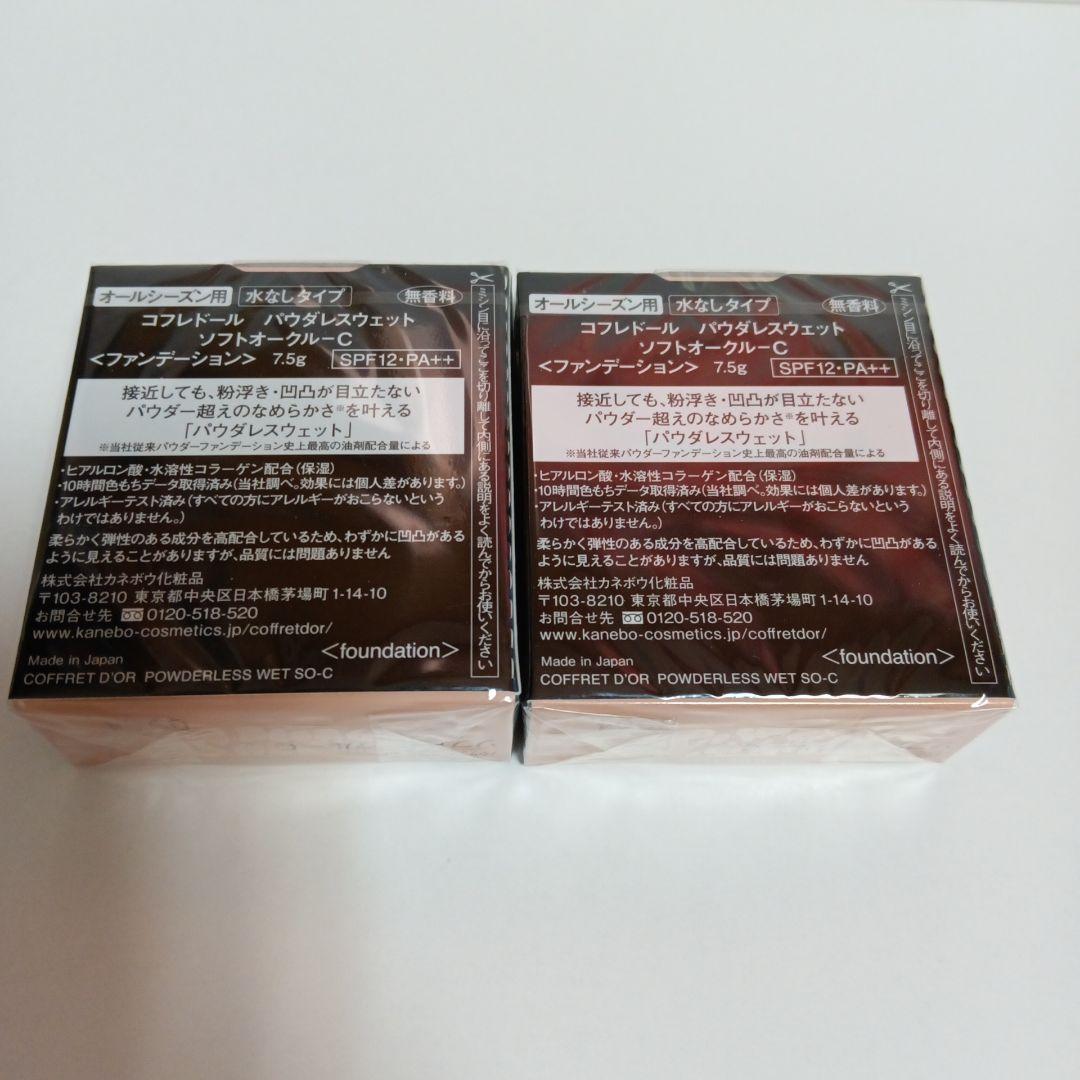 オールシーズン用 水なしタイプ 無香料
コフレドール パウダレスウェット
ソフトオークル-C
<ファンデーション> 7.5g SPF12・PA++
接近しても、粉浮き・凹凸が目立たない
パウダー超えのなめらかさ※を叶える
「パウダレスウェット」
※当社従来パウダーファンデーション史上最高の油剤配合量による
・ヒアルロン酸・水溶性コラーゲン配合(保湿)
・10時間色もちデータ取得済み(当社調べ。効果には個人差があります。)
・アレルギーテスト済み(すべての方にアレルギーがおこらないという
わけではありません。)
柔らかく弾性のある成分を高配合しているため、わずかに凹凸がある
ように見えることがありますが、品質には問題ありません
株式会社カネボウ化粧品
〒103-8210 東京都中央区日本橋茅場町1-14-10
お問合せ先 0120-518-520
www.kanebo-cosmetics.jp/coffretdor/
<foundation>
Made in Japan
COFFRET D'OR POWDERLESS WET SO-C
ミシン目に沿ってここを切り離して内側にある説明をよく読んでからお使いください
オールシーズン用 水なしタイプ 無香料
コフレドール パウダレスウェット
ソフトオークル-C
<ファンデーション> 7.5g SPF12・PA++
接近しても、粉浮き・凹凸が目立たない
パウダー超えのなめらかさ※を叶える
「パウダレスウェット」
※当社従来パウダーファンデーション史上最高の油剤配合量による
・ヒアルロン酸・水溶性コラーゲン配合(保湿)
・10時間色もちデータ取得済み(当社調べ。効果には個人差があります。)
・アレルギーテスト済み(すべての方にアレルギーがおこらないという
わけではありません。)
柔らかく弾性のある成分を高配合しているため、わずかに凹凸がある
ように見えることがありますが、品質には問題ありません
株式会社カネボウ化粧品
〒103-8210 東京都中央区日本橋茅場町1-14-10
お問合せ先 0120-518-520
www.kanebo-cosmetics.jp/coffretdor/
<foundation>
Made in Japan
COFFRET D'OR POWDERLESS WET SO-C
ミシン目に沿ってここを切り離して内側にある説明をよく読んでからお使いください